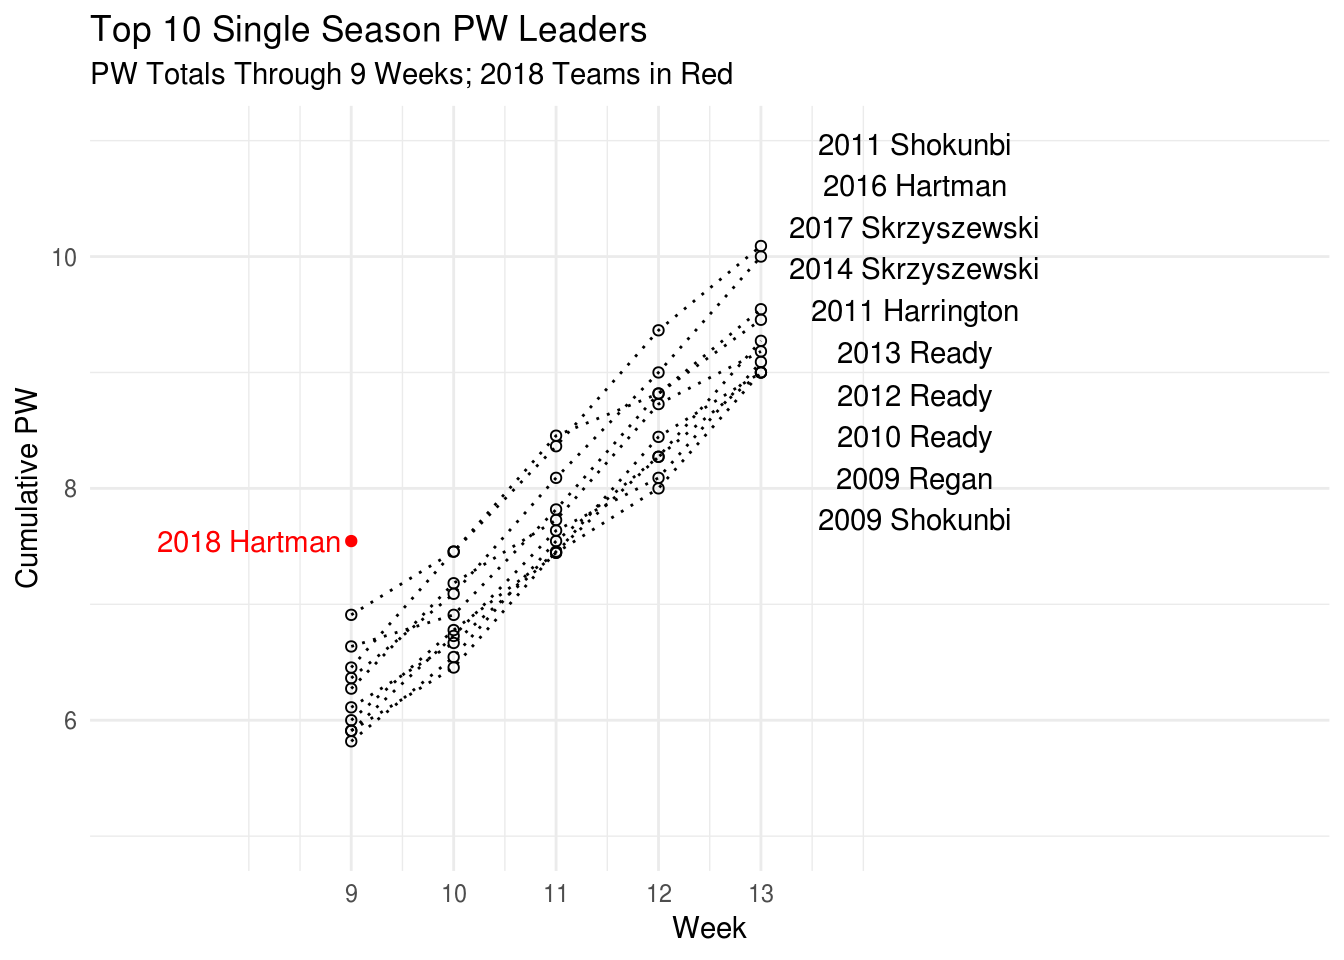 Top 10 Single Season PW Leaders
PW Totals Through 9 Weeks; 2018 Teams in Red
2011 Shokunbi
2016 Hartman
2017 Skrzyszewski
10
2014 Skrzyszewski
2011 Harrington
2013 Ready
2012 Ready
2010 Ready
Cumulative PW
8
2009 Regan
2009 Shokunbi
2018 Hartman
6
9 10 11 12 13
Week